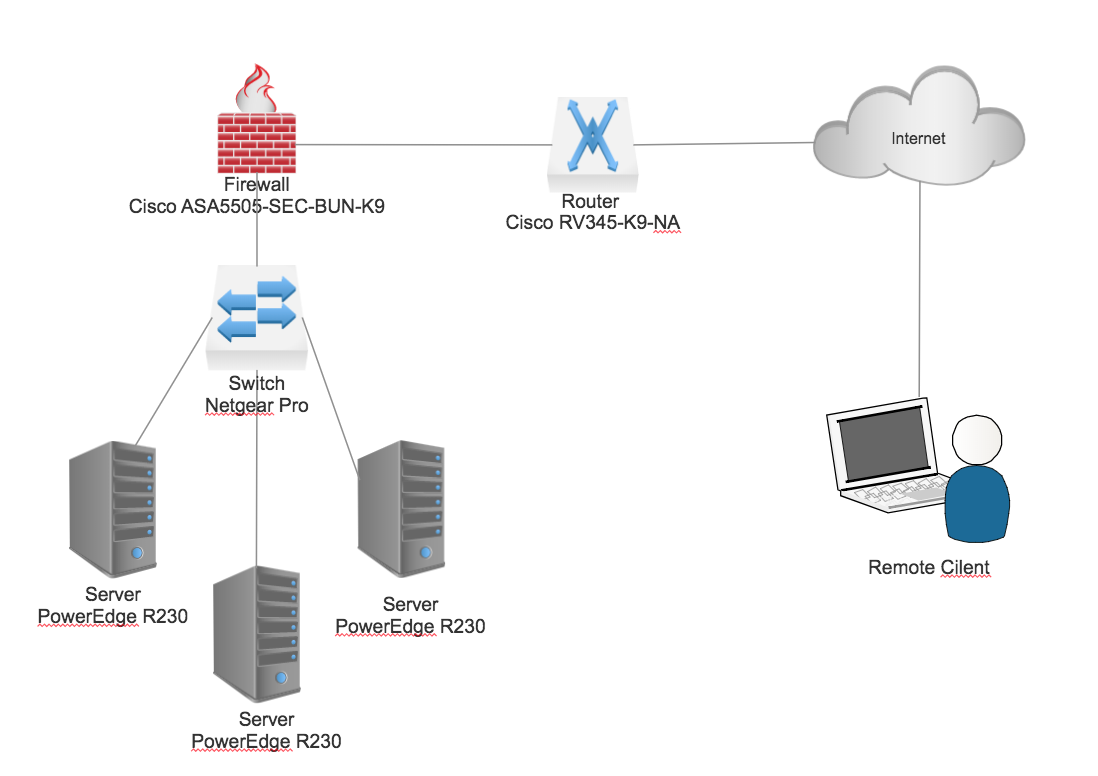 Internet
Firewall
Cisco ASA5505-SEC-BUN-K9
Router
Cisco RV345-K9-NA
Switch
Netgear Pro
Remote Cilent
Server
PowerEdge R230
Server
PowerEdge R230
Server
PowerEdge R230